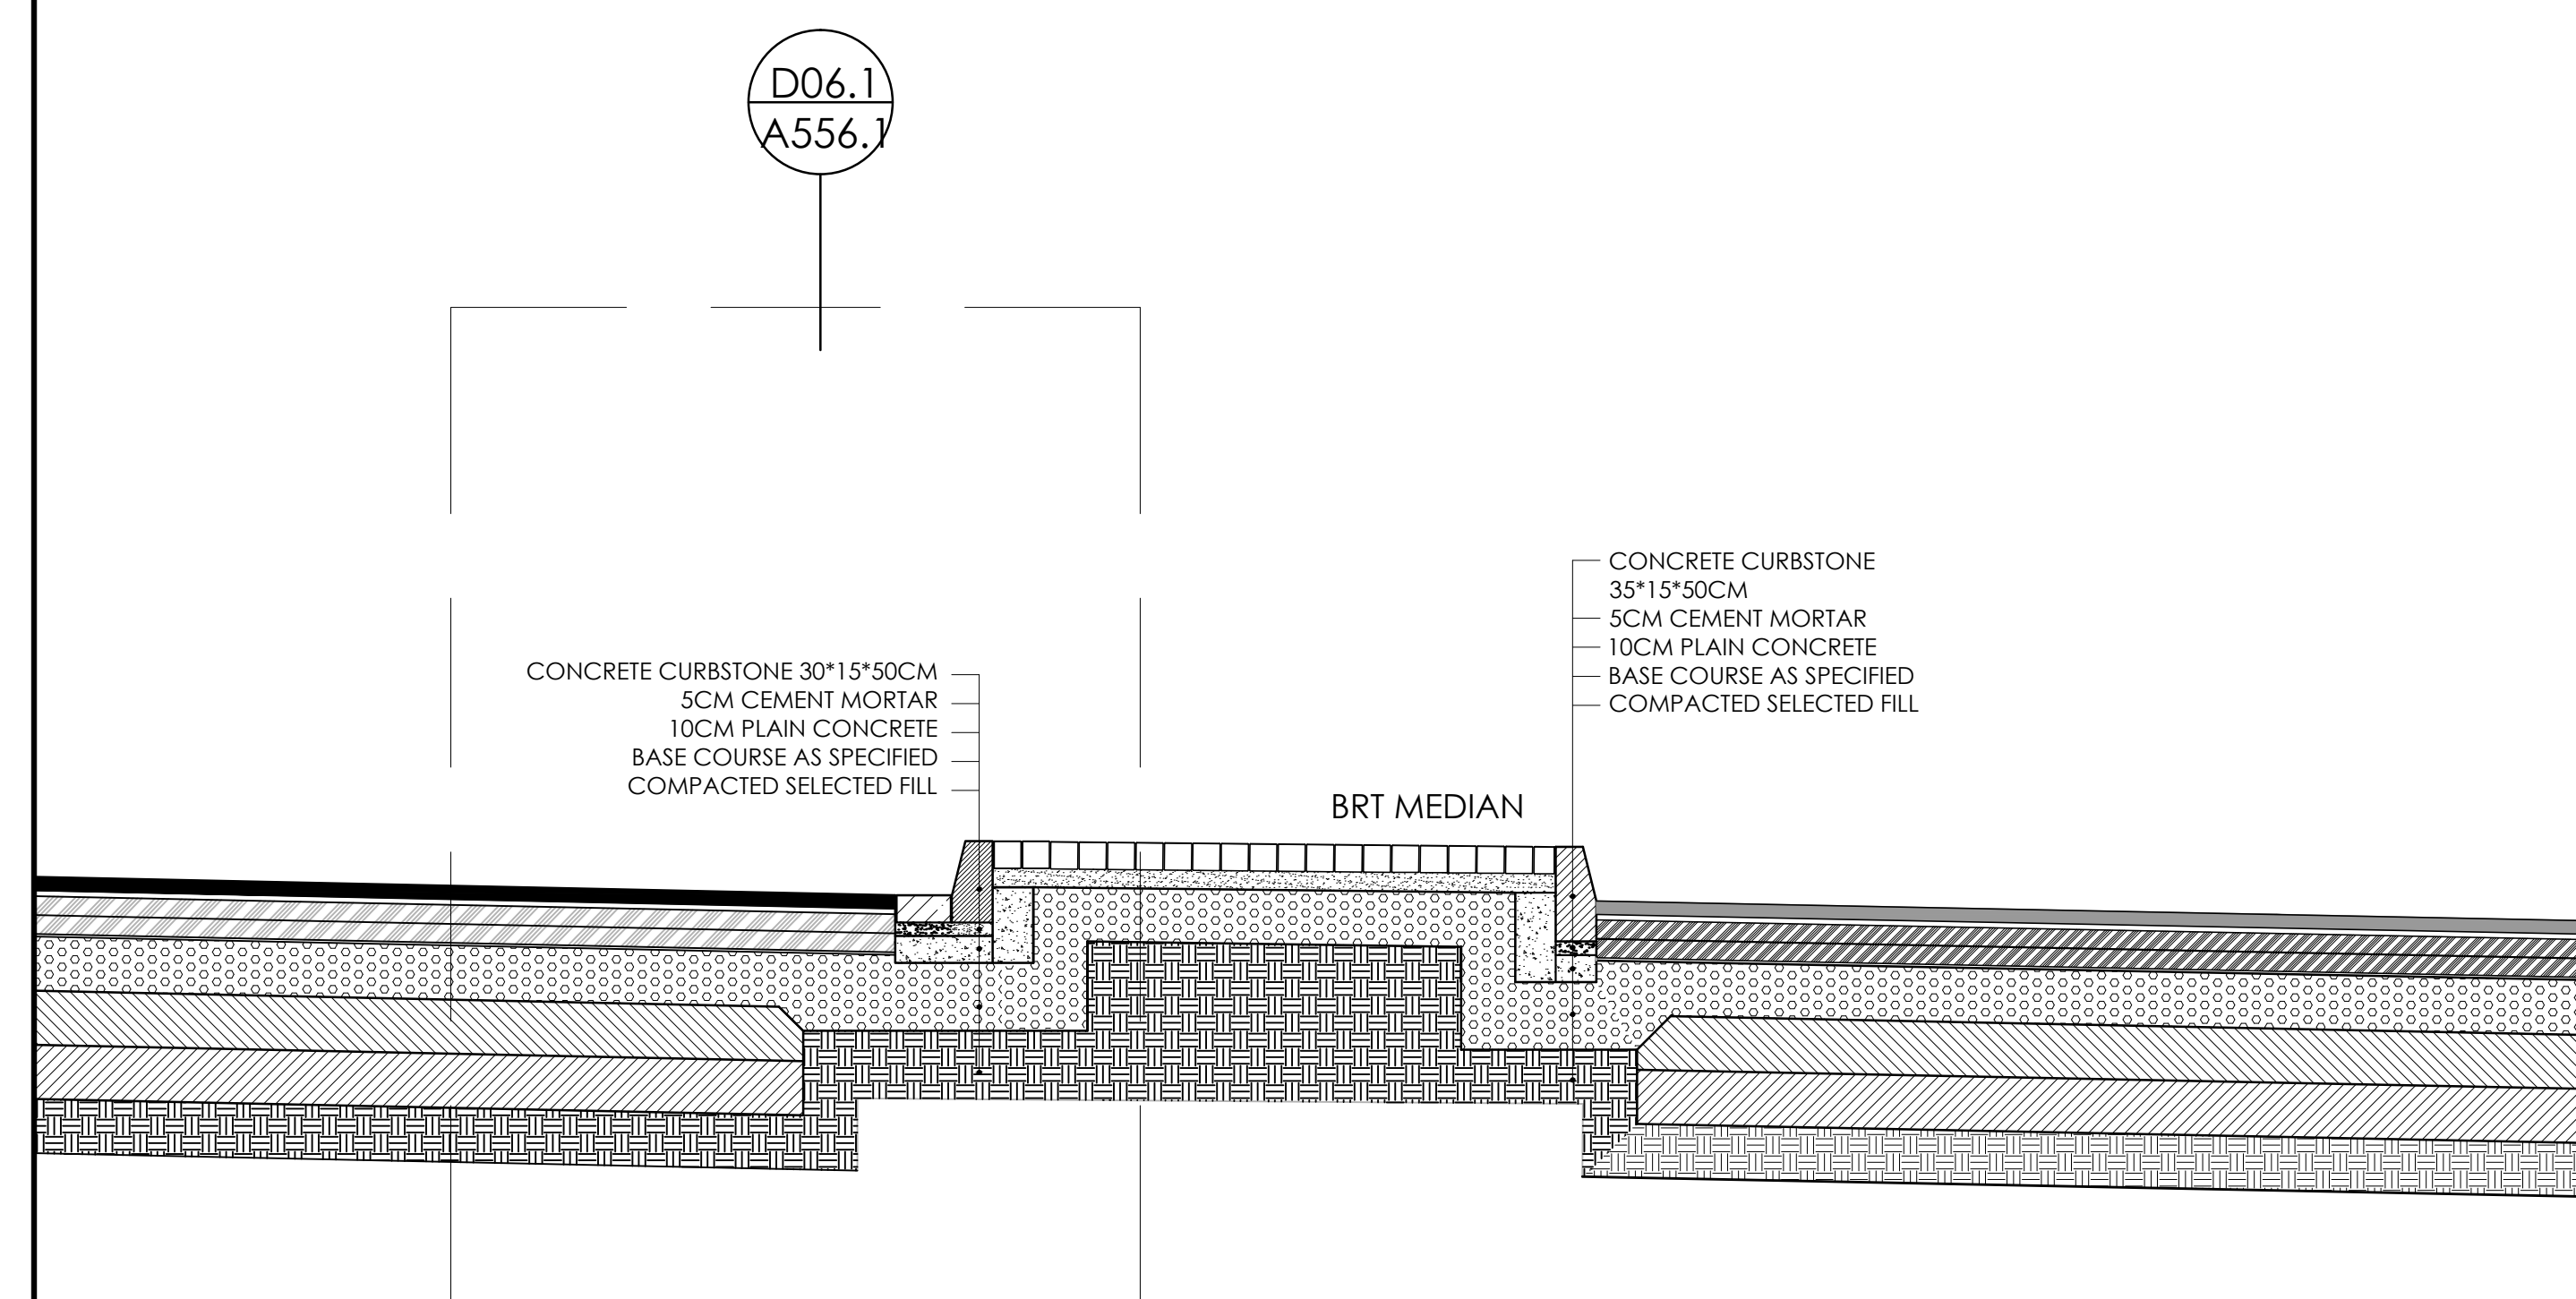 D06.1
A556.1
CONCRETE CURBSTONE
35*15*50CM
5CM CEMENT MORTAR
10CM PLAIN CONCRETE
BASE COURSE AS SPECIFIED
COMPACTED SELECTED FILL
CONCRETE CURBSTONE 30*15*50CM
5CM CEMENT MORTAR
10CM PLAIN CONCRETE
BASE COURSE AS SPECIFIED
COMPACTED SELECTED FILL
BRT MEDIAN